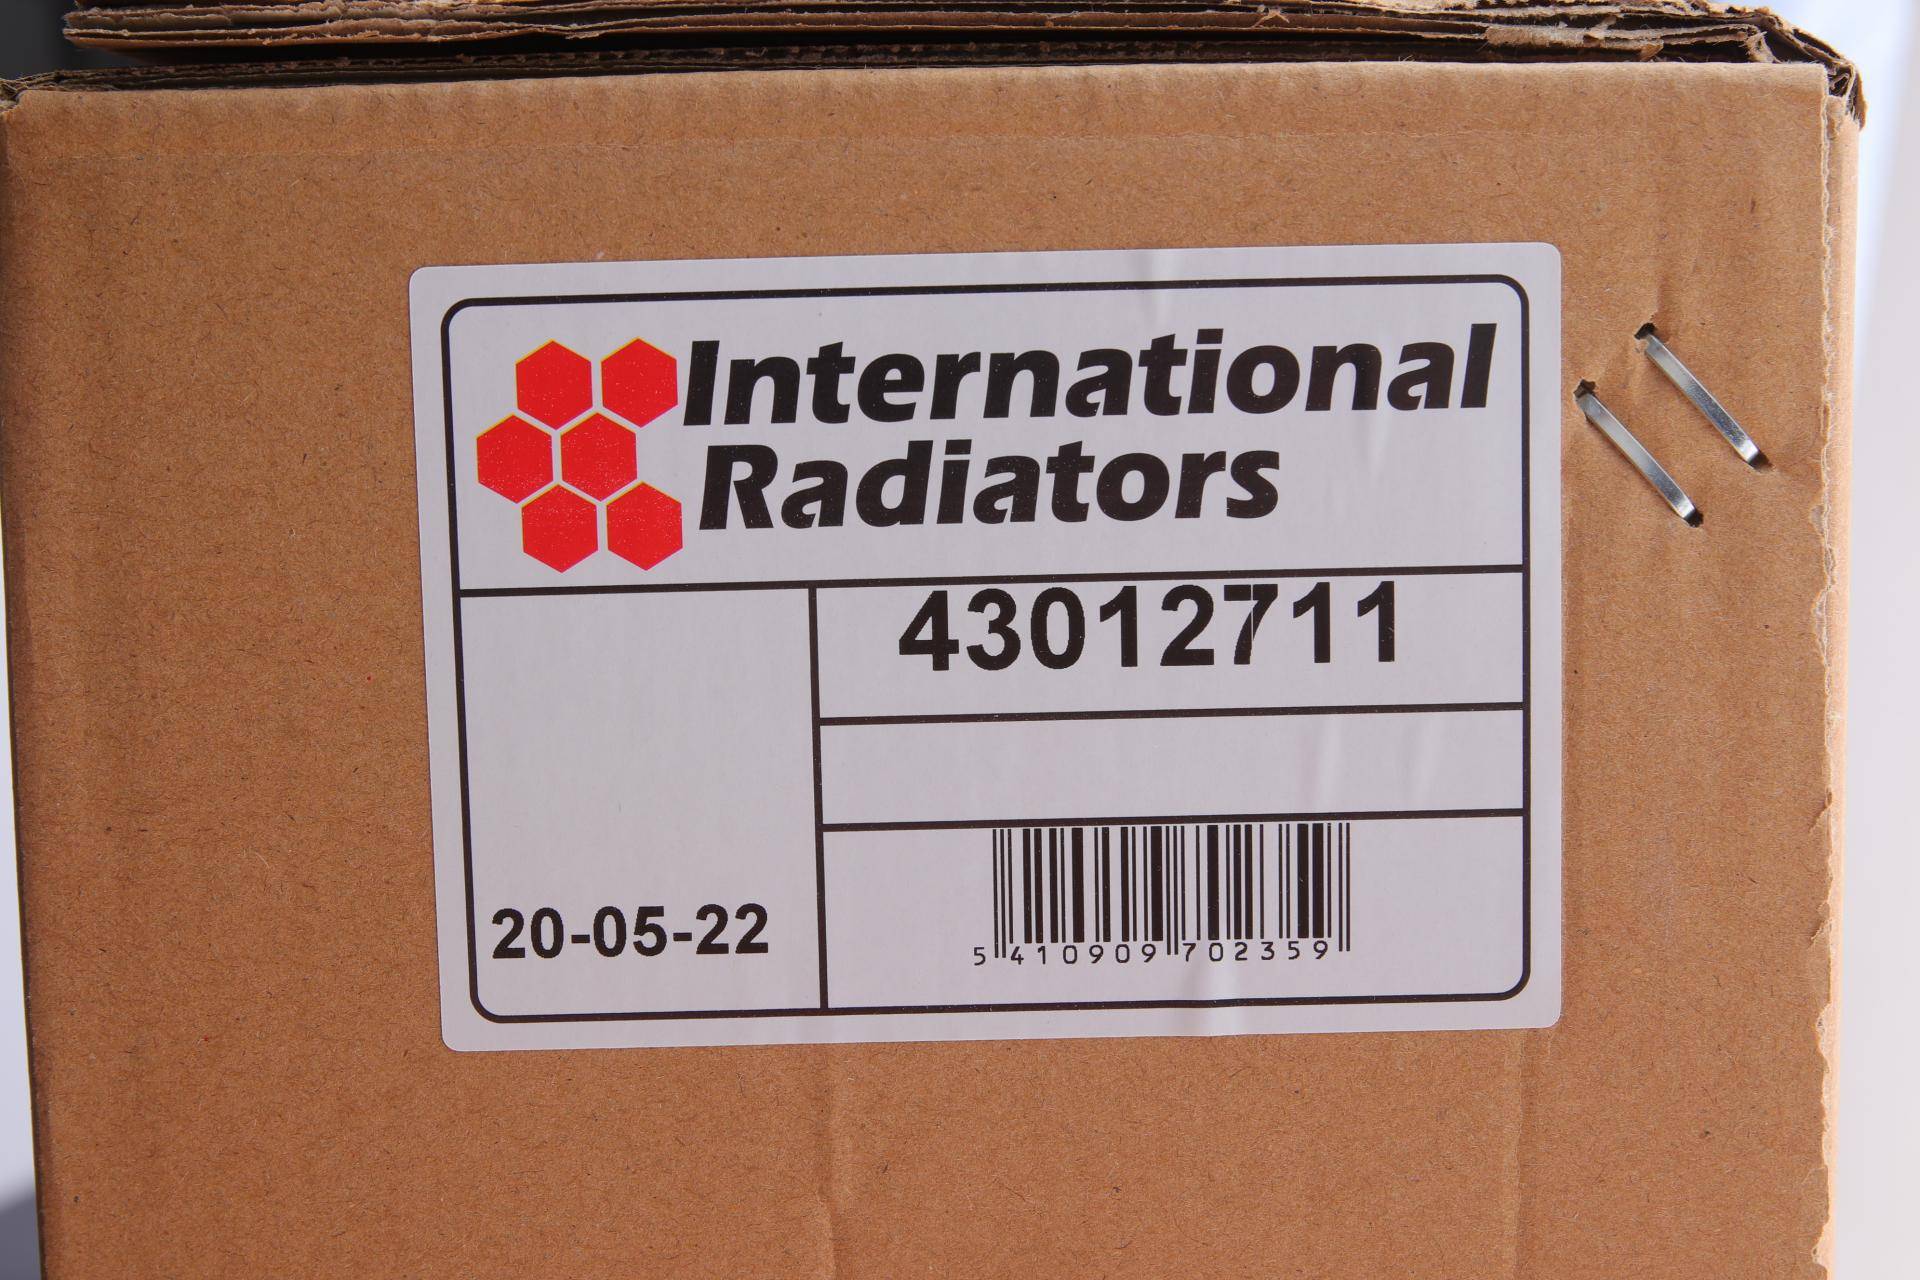 International
Radiators
43012711
20-05-22
5 410909 702359